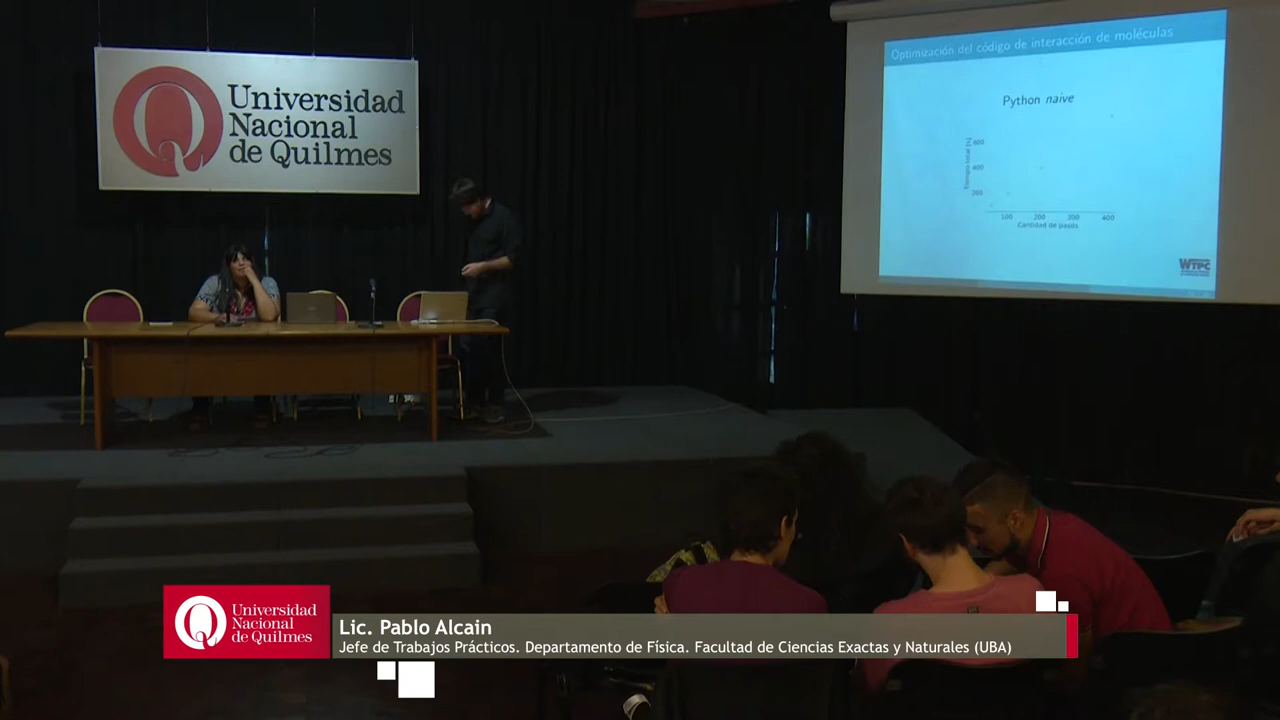 Universidad
Nacional
de Quilmes
Optimización del código de interacción de moléculas
Python naive
Tiempo total [s]
600
400
200
100 200 300 400
Cantidad de pasos
WTPC
Universidad
Nacional
de Quilmes
Lic. Pablo Alcain
Jefe de Trabajos Prácticos. Departamento de Física. Facultad de Ciencias Exactas y Naturales (UBA)